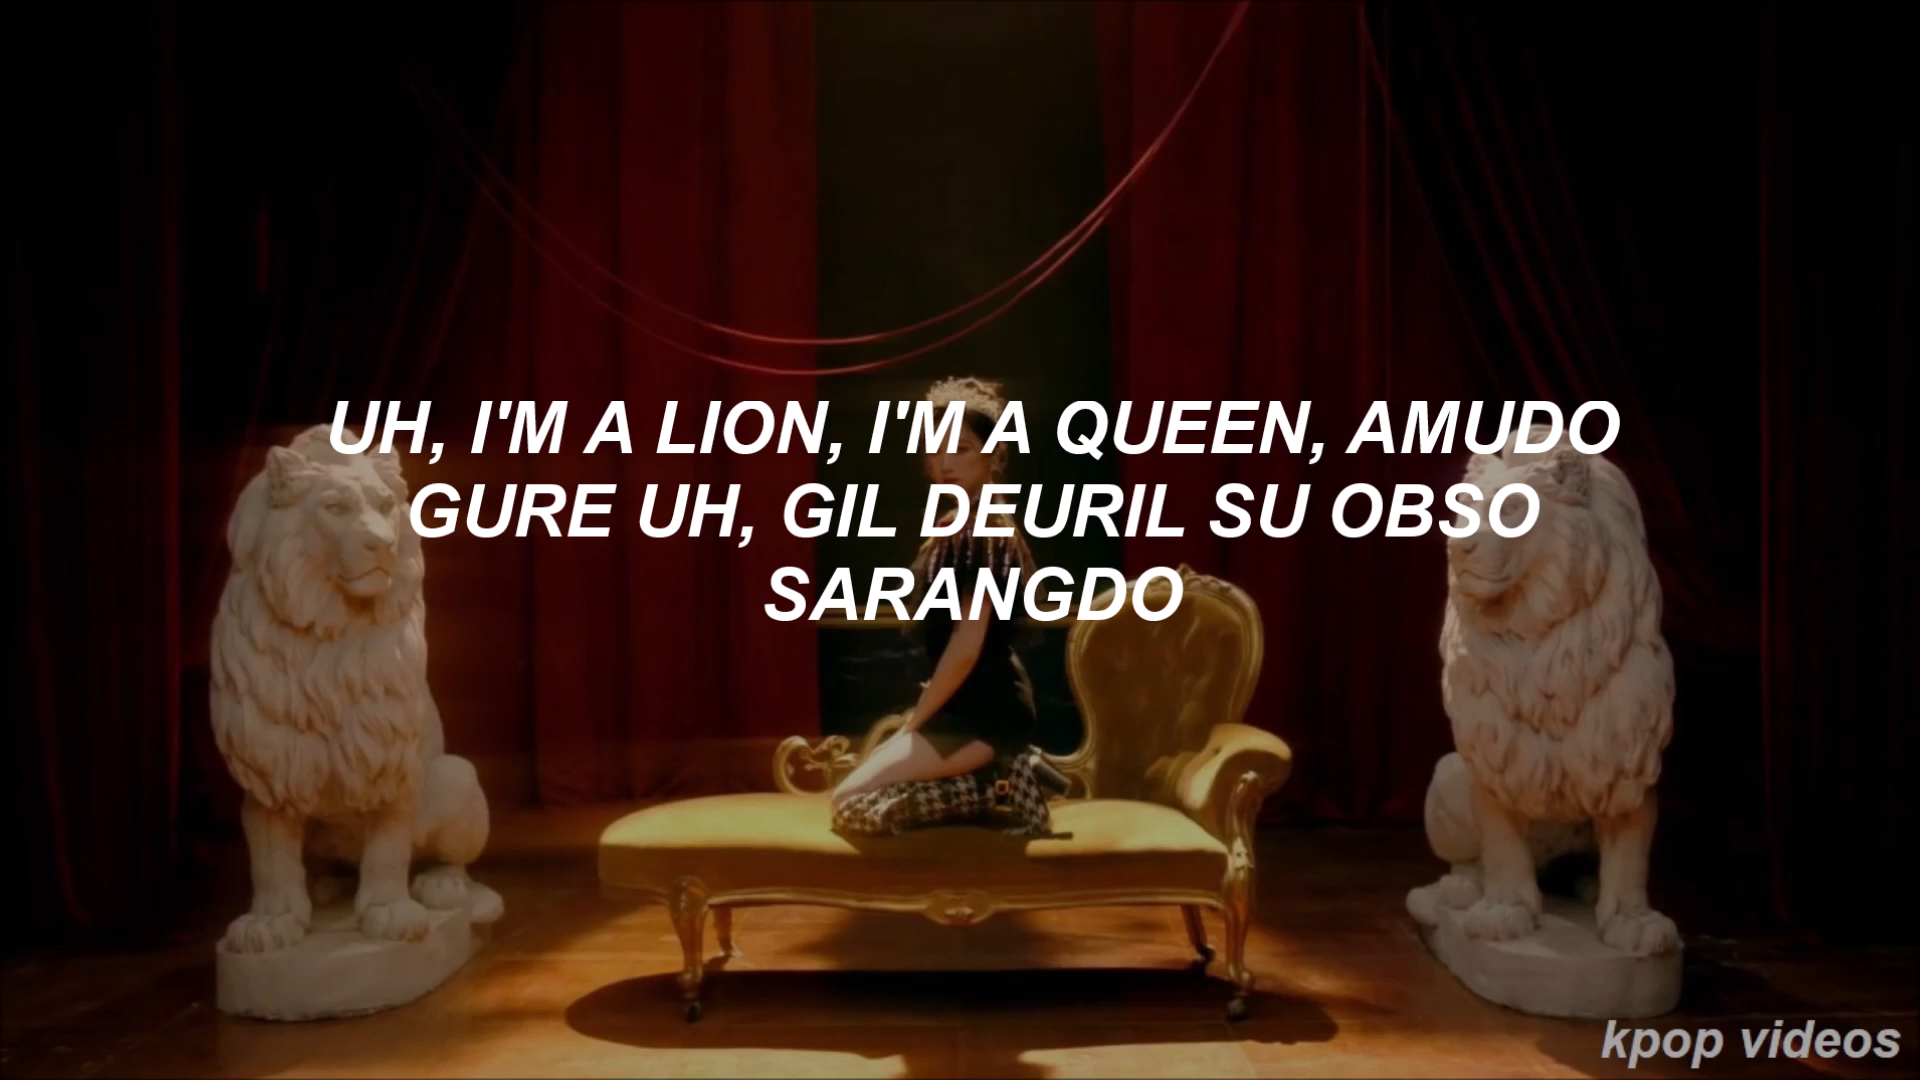 UH, I'M A LION, I'M A QUEEN, AMUDO
GURE UH, GIL DEURIL SU OBSO
SARANGDO
kpop videos